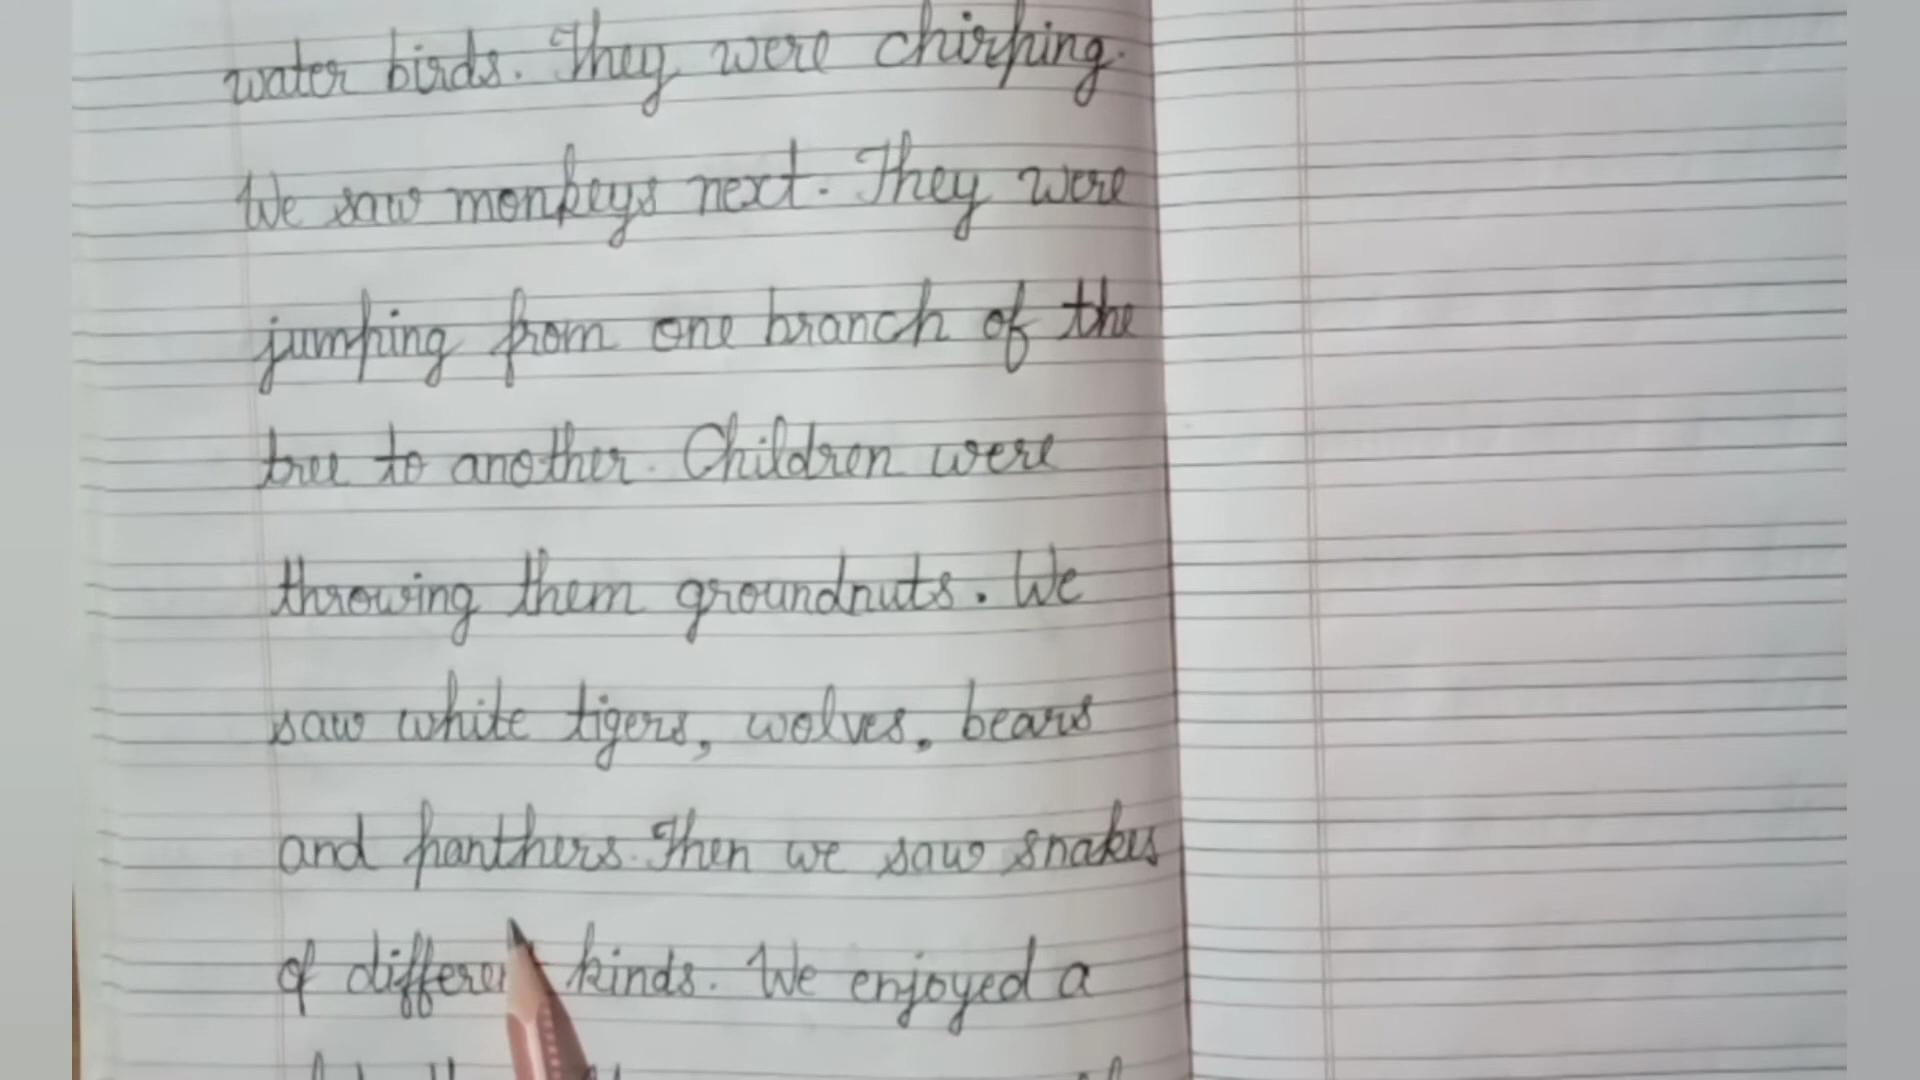 water birds. They were chirping.
We saw monkeys next. They were
jumping from one branch of the
tree to another. Children were
throwing them groundnuts. We
saw white tigers, wolves, bears
and panthers. Then we saw snakes
of different kinds. We enjoyed a